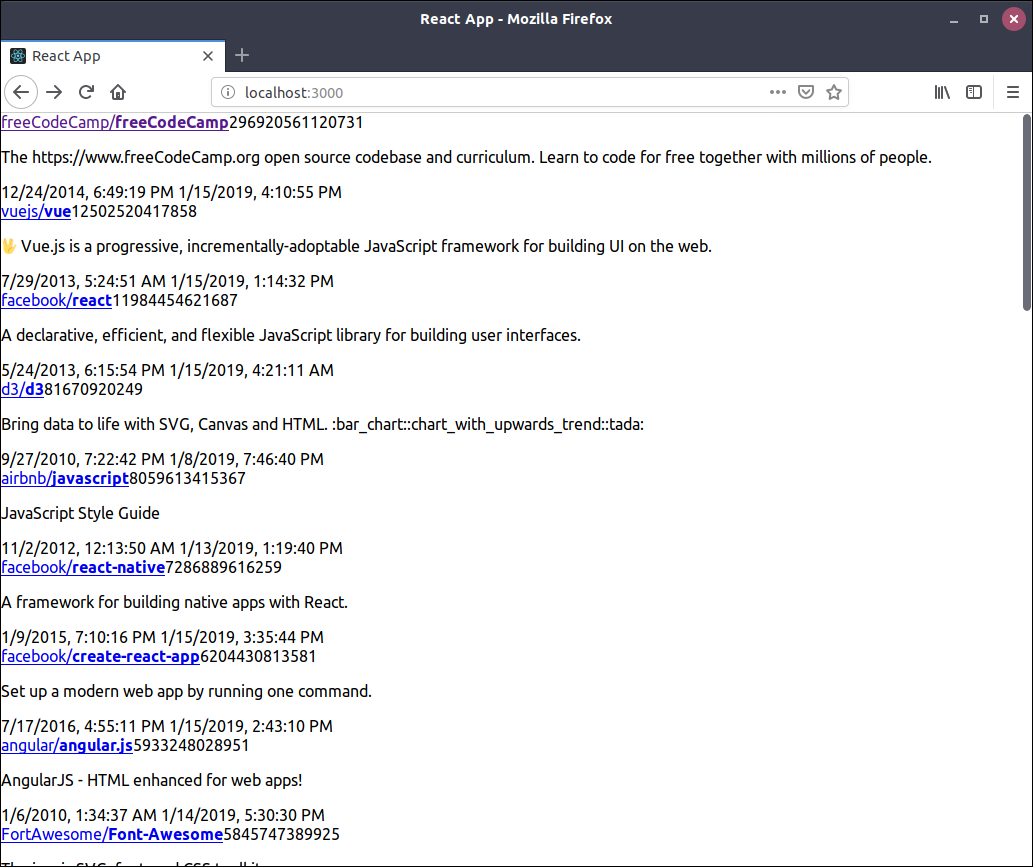 React App - Mozilla Firefox
React App
localhost:3000
freeCodeCamp/freeCodeCamp296920561120731
The https://www.freeCodeCamp.org open source codebase and curriculum. Learn to code for free together with millions of people.
12/24/2014, 6:49:19 PM 1/15/2019, 4:10:55 PM
vuejs/vue12502520417858
🖖 Vue.js is a progressive, incrementally-adoptable JavaScript framework for building UI on the web.
7/29/2013, 5:24:51 AM 1/15/2019, 1:14:32 PM
facebook/react11984454621687
A declarative, efficient, and flexible JavaScript library for building user interfaces.
5/24/2013, 6:15:54 PM 1/15/2019, 4:21:11 AM
d3/d381670920249
Bring data to life with SVG, Canvas and HTML. :bar_chart::chart_with_upwards_trend::tada:
9/27/2010, 7:22:42 PM 1/8/2019, 7:46:40 PM
airbnb/javascript8059613415367
JavaScript Style Guide
11/2/2012, 12:13:50 AM 1/13/2019, 1:19:40 PM
facebook/react-native7286889616259
A framework for building native apps with React.
1/9/2015, 7:10:16 PM 1/15/2019, 3:35:44 PM
facebook/create-react-app6204430813581
Set up a modern web app by running one command.
7/17/2016, 4:55:11 PM 1/15/2019, 2:43:10 PM
angular/angular.js5933248028951
AngularJS - HTML enhanced for web apps!
1/6/2010, 1:34:37 AM 1/14/2019, 5:30:30 PM
FortAwesome/Font-Awesome5845747389925